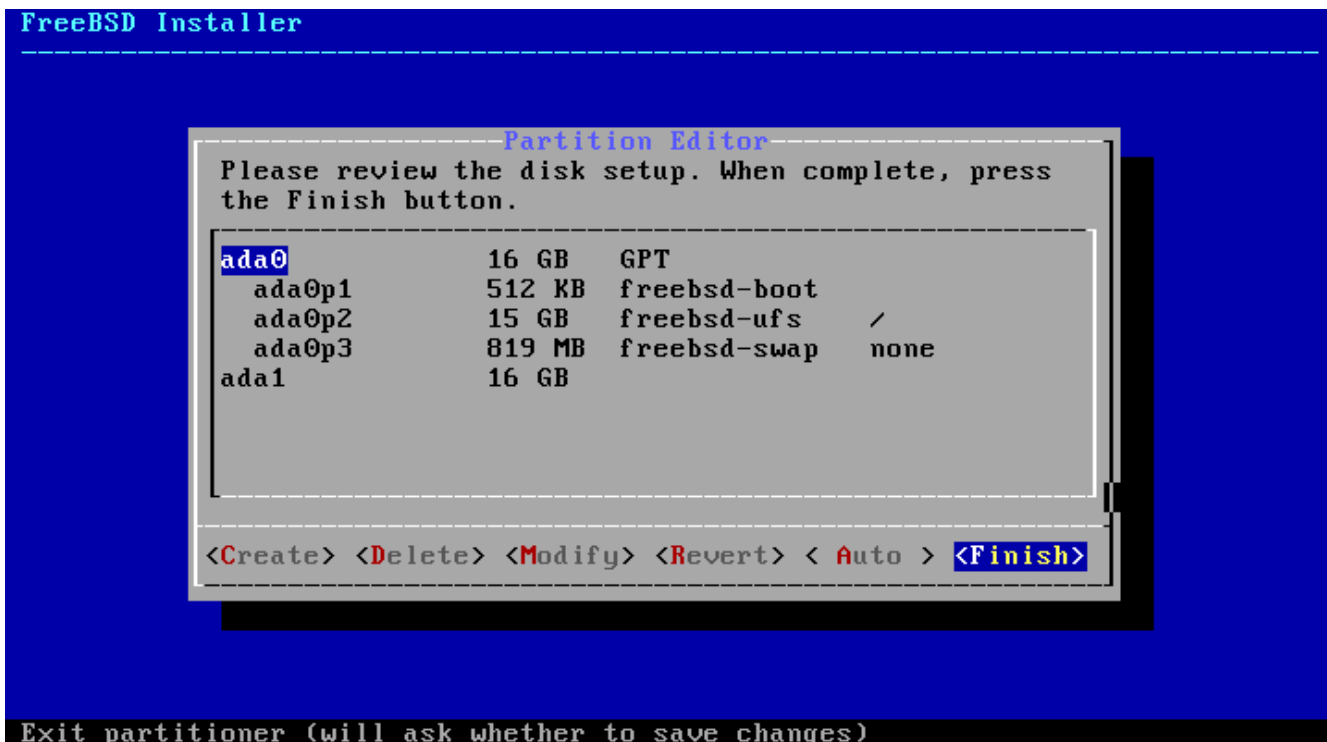 FreeBSD Installer
Partition Editor
Please review the disk setup. When complete, press
the Finish button.
ada0 16 GB GPT
ada0p1 512 KB freebsd-boot
ada0p2 15 GB freebsd-ufs /
ada0p3 819 MB freebsd-swap none
ada1 16 GB
<Create> <Delete> <Modify> <Revert> < Auto > <Finish>
Exit partitioner (will ask whether to save changes)